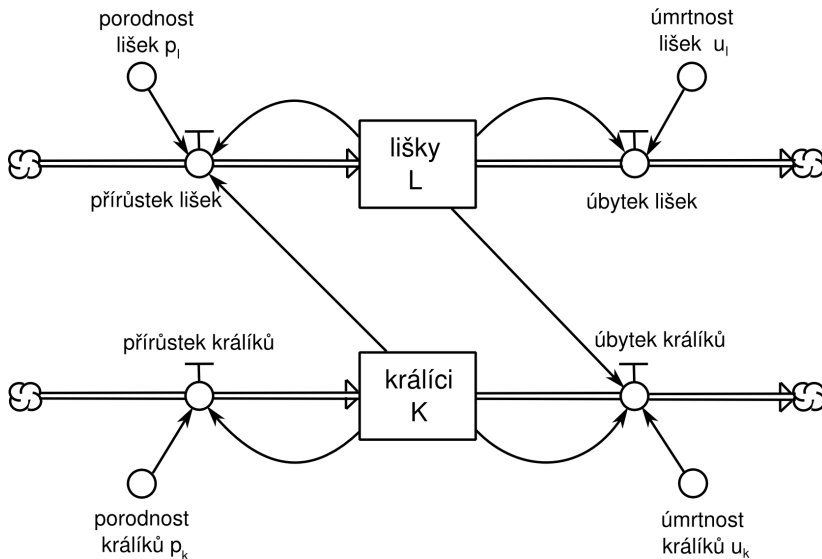 porodnost
lišek p_l
úmrtnost
lišek u_l
lišky
L
přírůstek lišek
úbytek lišek
přírůstek králíků
úbytek králíků
králíci
K
porodnost
králíků p_k
úmrtnost
králíků u_k